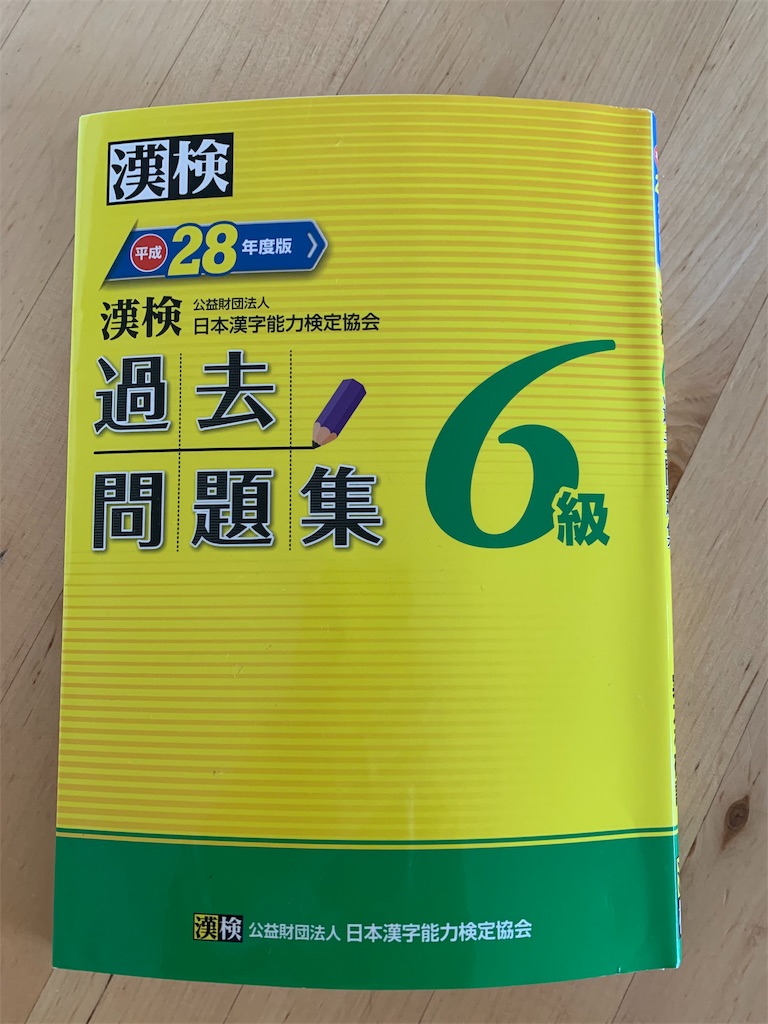 漢検
平成28年度版
漢検 公益財団法人
日本漢字能力検定協会
過去
問題集
6級
漢検 公益財団法人 日本漢字能力検定協会